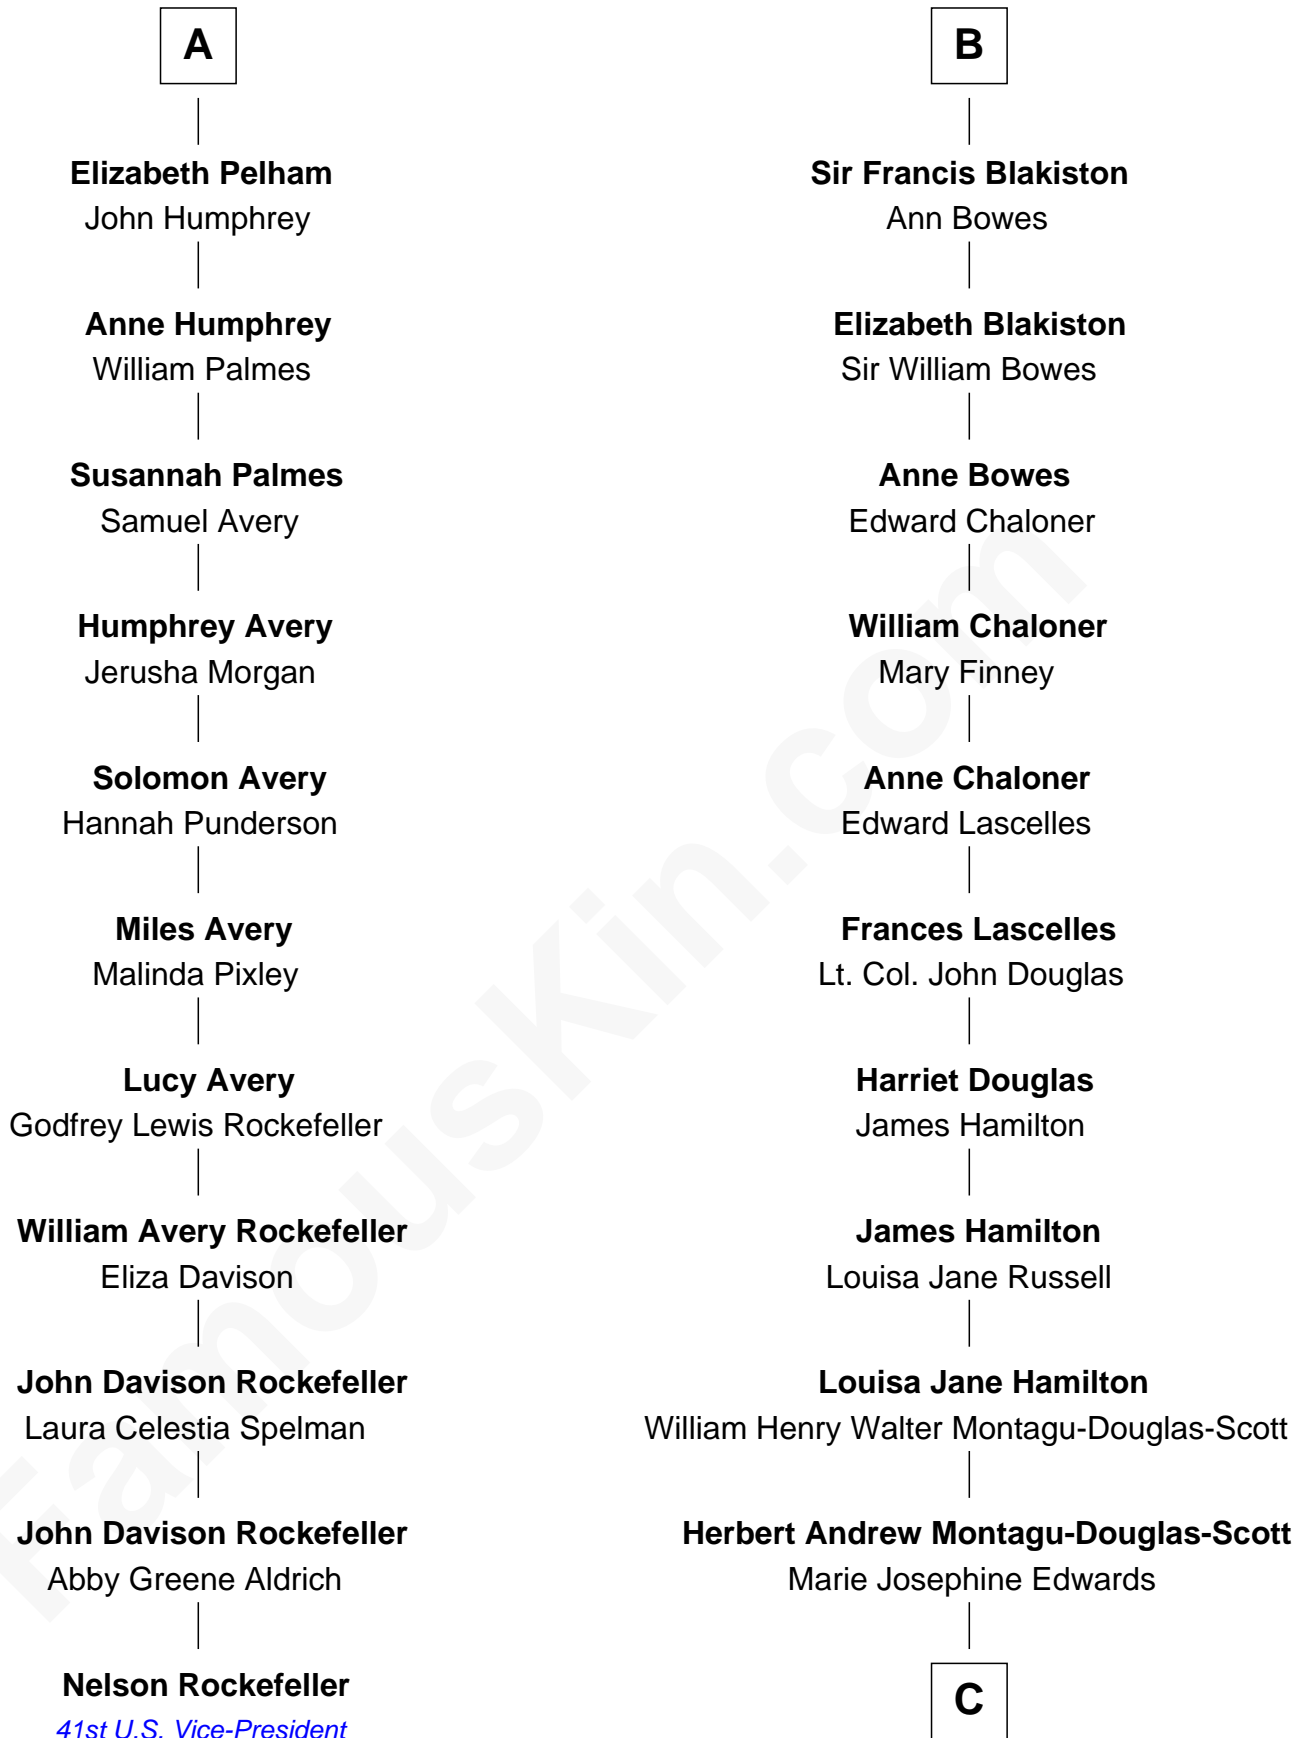 A
Elizabeth Pelham
John Humphrey
Anne Humphrey
William Palmes
Susannah Palmes
Samuel Avery
Humphrey Avery
Jerusha Morgan
Solomon Avery
Hannah Punderson
Miles Avery
Malinda Pixley
Lucy Avery
Godfrey Lewis Rockefeller
William Avery Rockefeller
Eliza Davison
John Davison Rockefeller
Laura Celestia Spelman
John Davison Rockefeller
Abby Greene Aldrich
Nelson Rockefeller
41st U.S. Vice-President
B
Sir Francis Blakiston
Ann Bowes
Elizabeth Blakiston
Sir William Bowes
Anne Bowes
Edward Chaloner
William Chaloner
Mary Finney
Anne Chaloner
Edward Lascelles
Frances Lascelles
Lt. Col. John Douglas
Harriet Douglas
James Hamilton
James Hamilton
Louisa Jane Russell
Louisa Jane Hamilton
William Henry Walter Montagu-Douglas-Scott
Herbert Andrew Montagu-Douglas-Scott
Marie Josephine Edwards
C
FamousKin.com